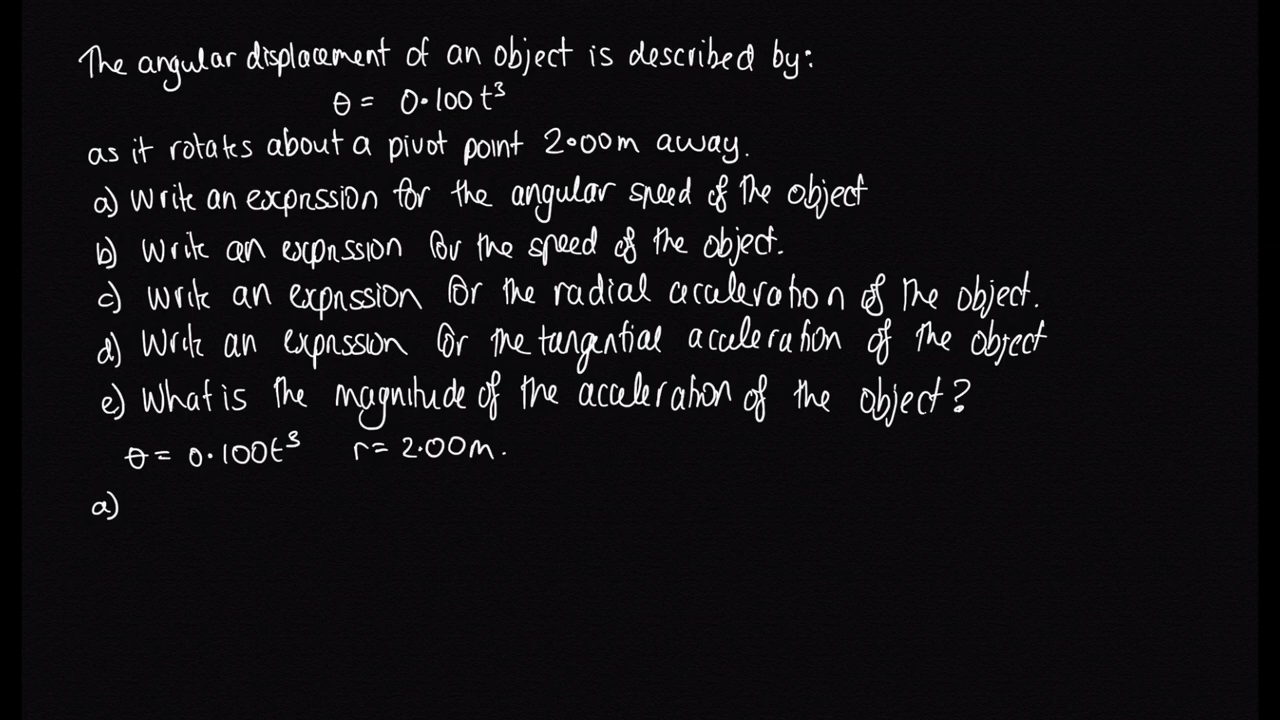 The angular displacement of an object is described by:
θ = 0.100 t³
as it rotates about a pivot point 2.00m away.
a) Write an expression for the angular speed of the object
b) Write an expression for the speed of the object.
c) Write an expression for the radial acceleration of the object.
d) Write an expression for the tangential acceleration of the object
e) What is the magnitude of the acceleration of the object?
θ = 0.100t³ r = 2.00m.
a)